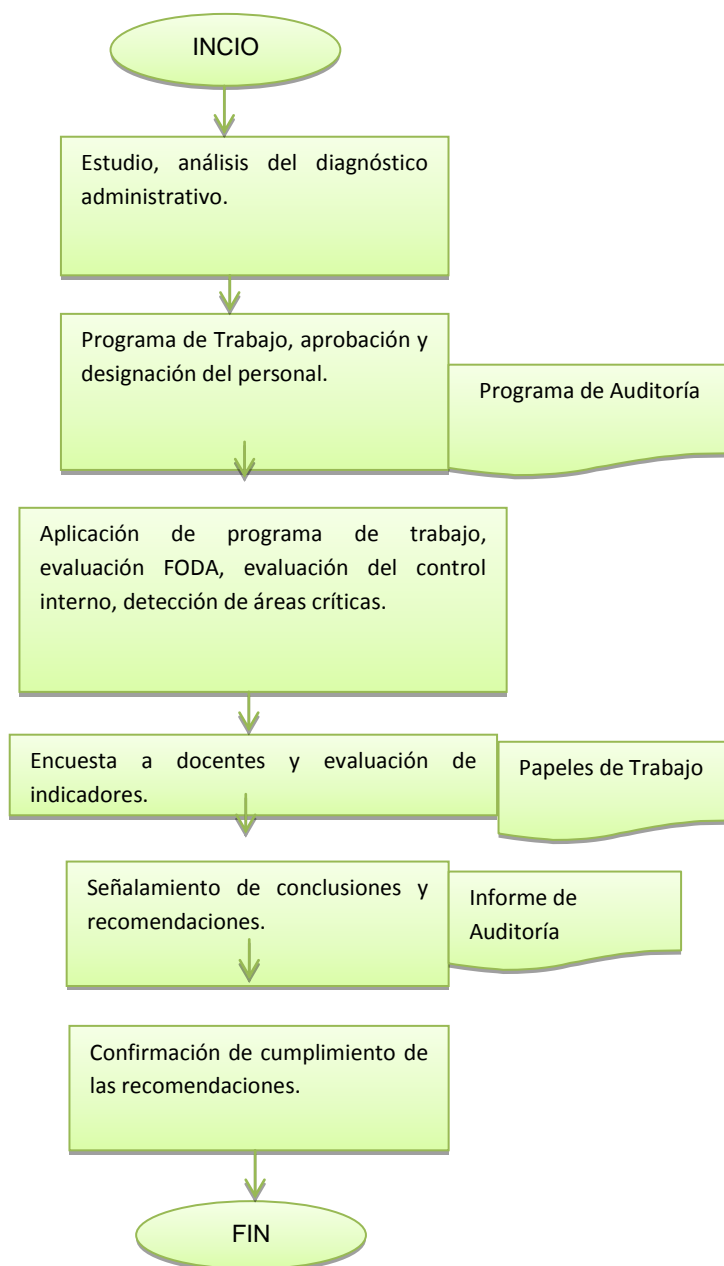 INCIO
Estudio, análisis del diagnóstico
administrativo.
Programa de Trabajo, aprobación y
designación del personal.
Programa de Auditoría
Aplicación de programa de trabajo,
evaluación FODA, evaluación del control
interno, detección de áreas críticas.
Encuesta a docentes y evaluación de
indicadores.
Papeles de Trabajo
Señalamiento de conclusiones y
recomendaciones.
Informe de
Auditoría
Confirmación de cumplimiento de
las recomendaciones.
FIN